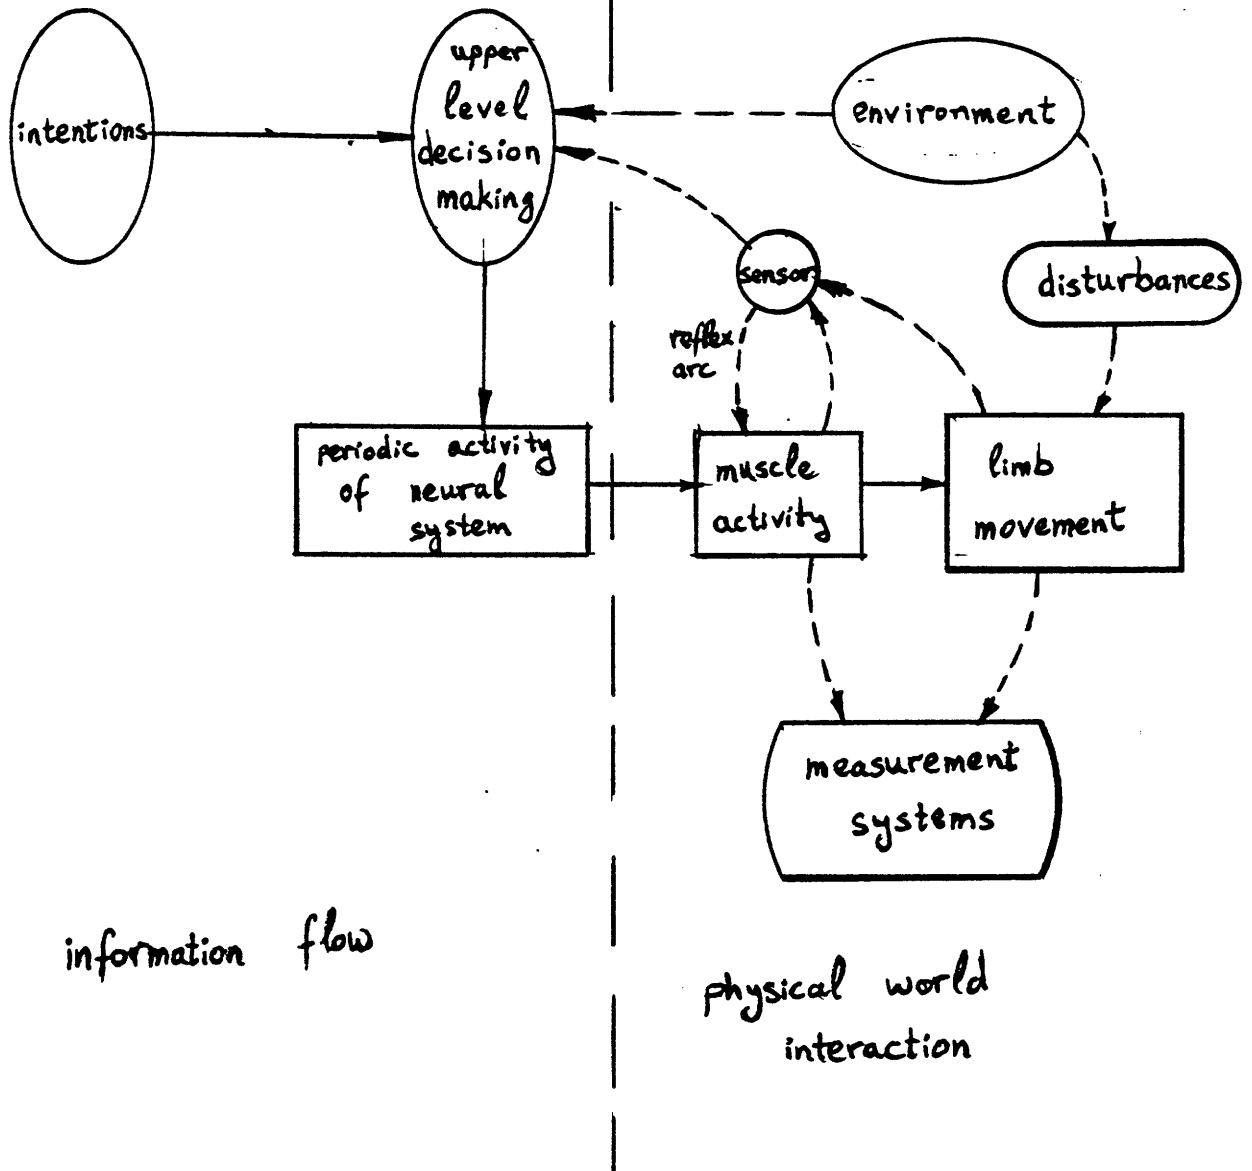 intentions
upper
level
decision
making
environment
sensor
disturbances
reflex
arc
periodic activity
of neural
system
muscle
activity
limb
movement
measurement
systems
information flow
physical world
interaction